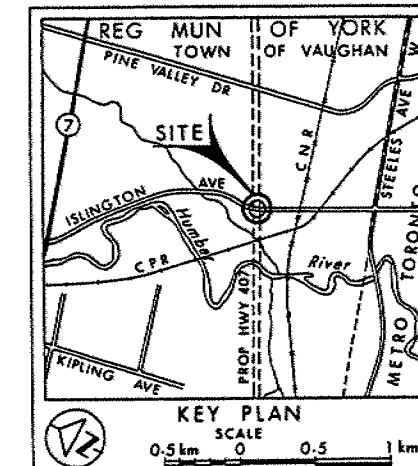 REG MUN OF YORK
TOWN OF VAUGHAN
PINE VALLEY DR
7
SITE
CNR
STEELES AVE W
ISLINGTON AVE
Humber River
CPR
PROP HWY 407
METRO TORONTO
KIPLING AVE
N
KEY PLAN
SCALE
0.5 km 0 0.5 1 km